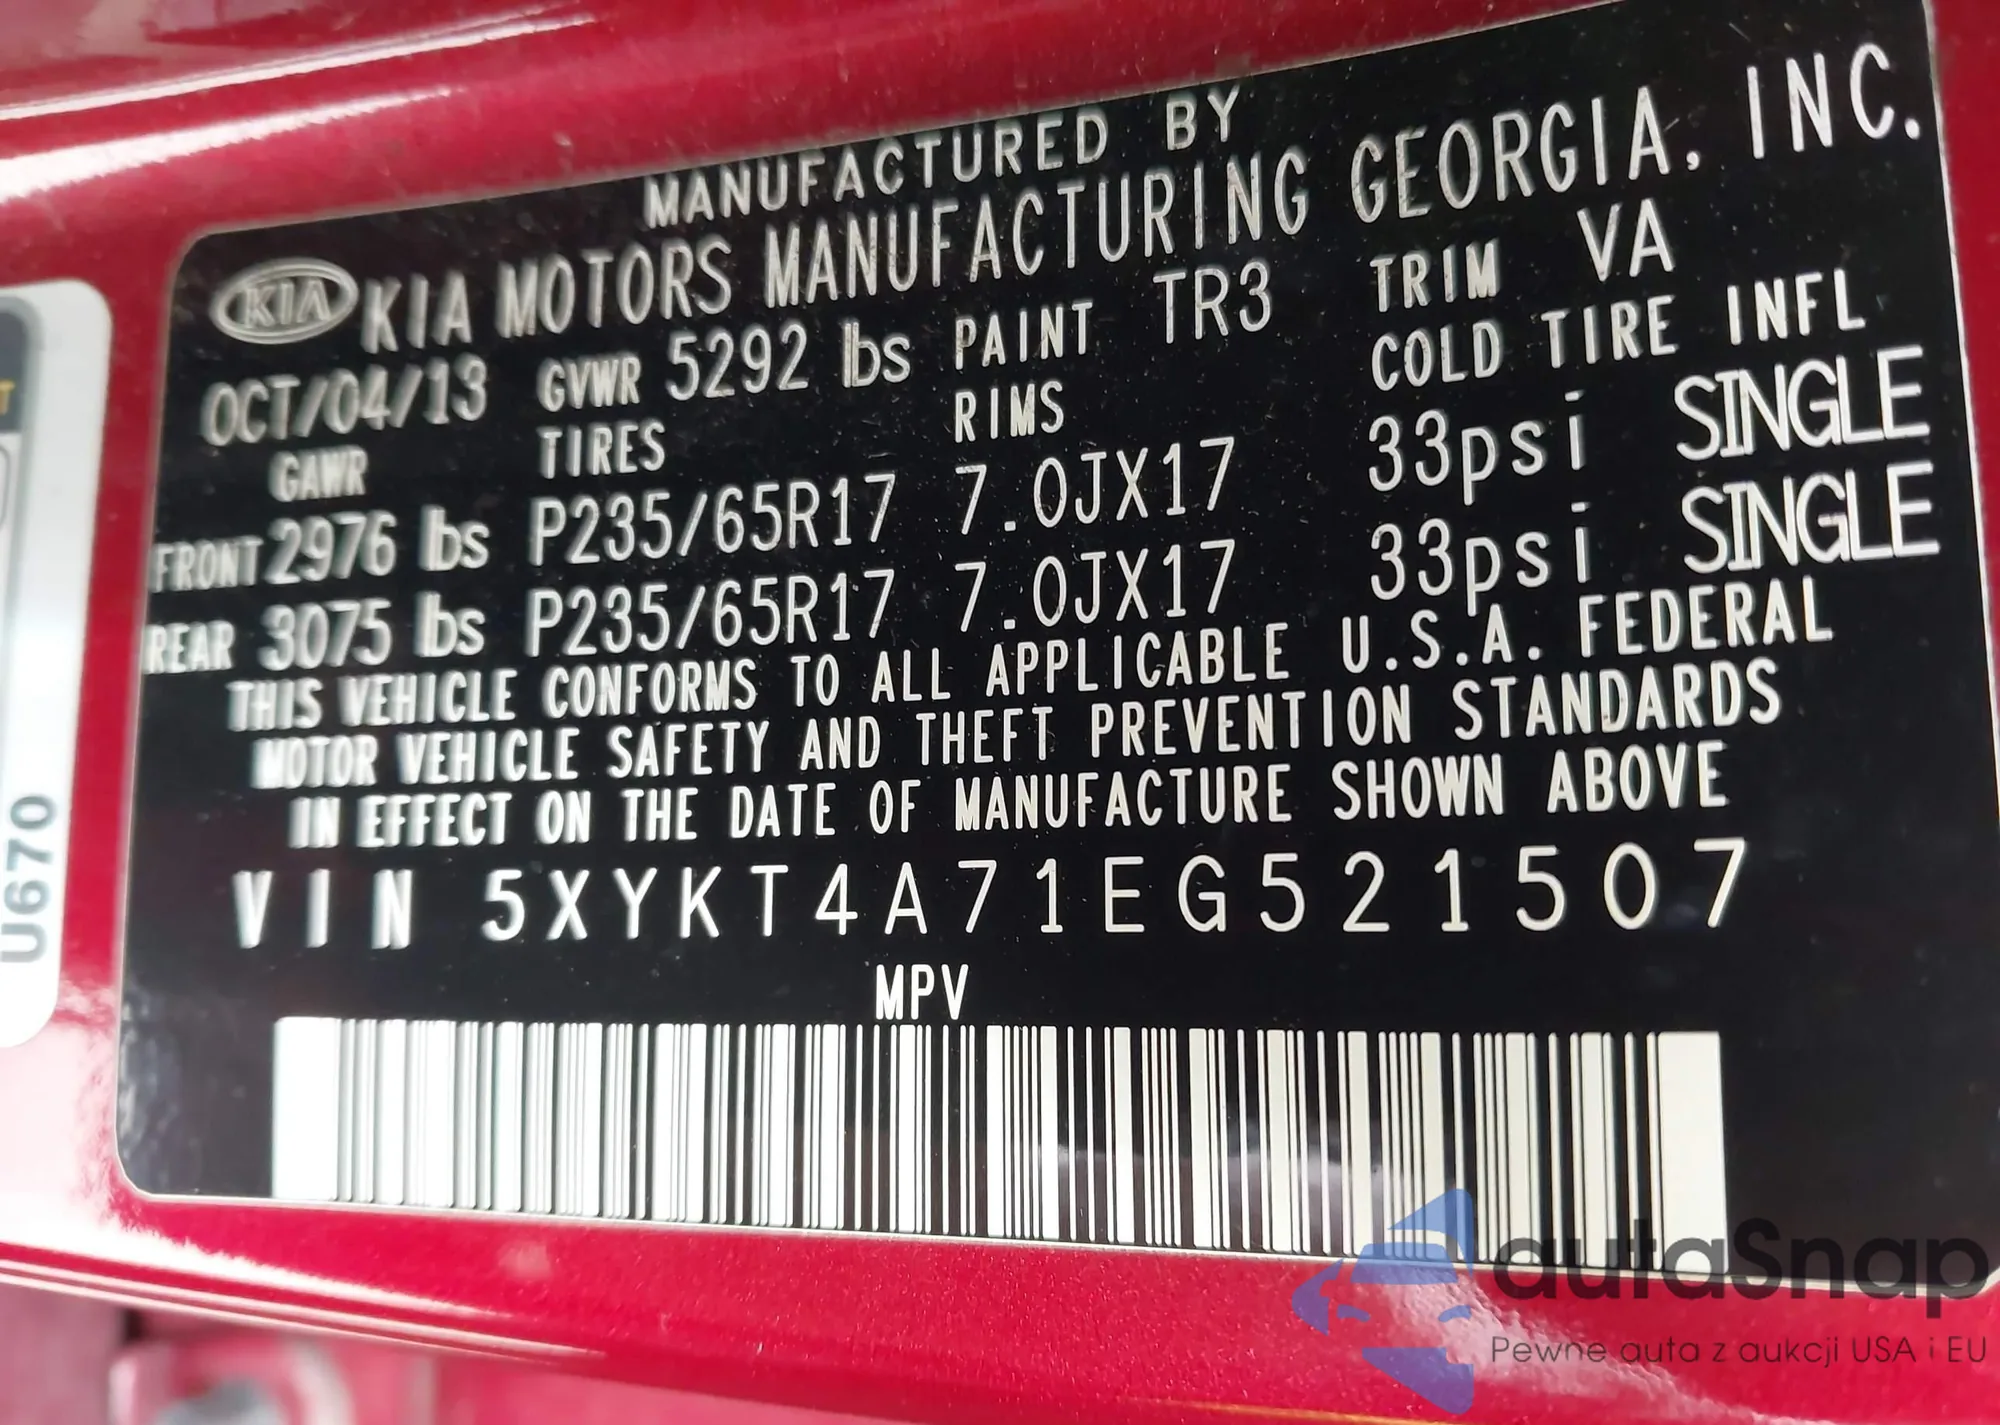 MANUFACTURED BY
KIA KIA MOTORS MANUFACTURING GEORGIA, INC.
OCT/04/13 GVWR 5292 lbs PAINT TR3 TRIM VA
GAWR TIRES RIMS COLD TIRE INFL
FRONT 2976 lbs P235/65R17 7.0JX17 33psi SINGLE
REAR 3075 lbs P235/65R17 7.0JX17 33psi SINGLE
THIS VEHICLE CONFORMS TO ALL APPLICABLE U.S.A. FEDERAL
MOTOR VEHICLE SAFETY AND THEFT PREVENTION STANDARDS
IN EFFECT ON THE DATE OF MANUFACTURE SHOWN ABOVE
VIN 5XYKT4A71EG521507
MPV
U670
T
autaSnap
Pewne auta z aukcji USA i EU